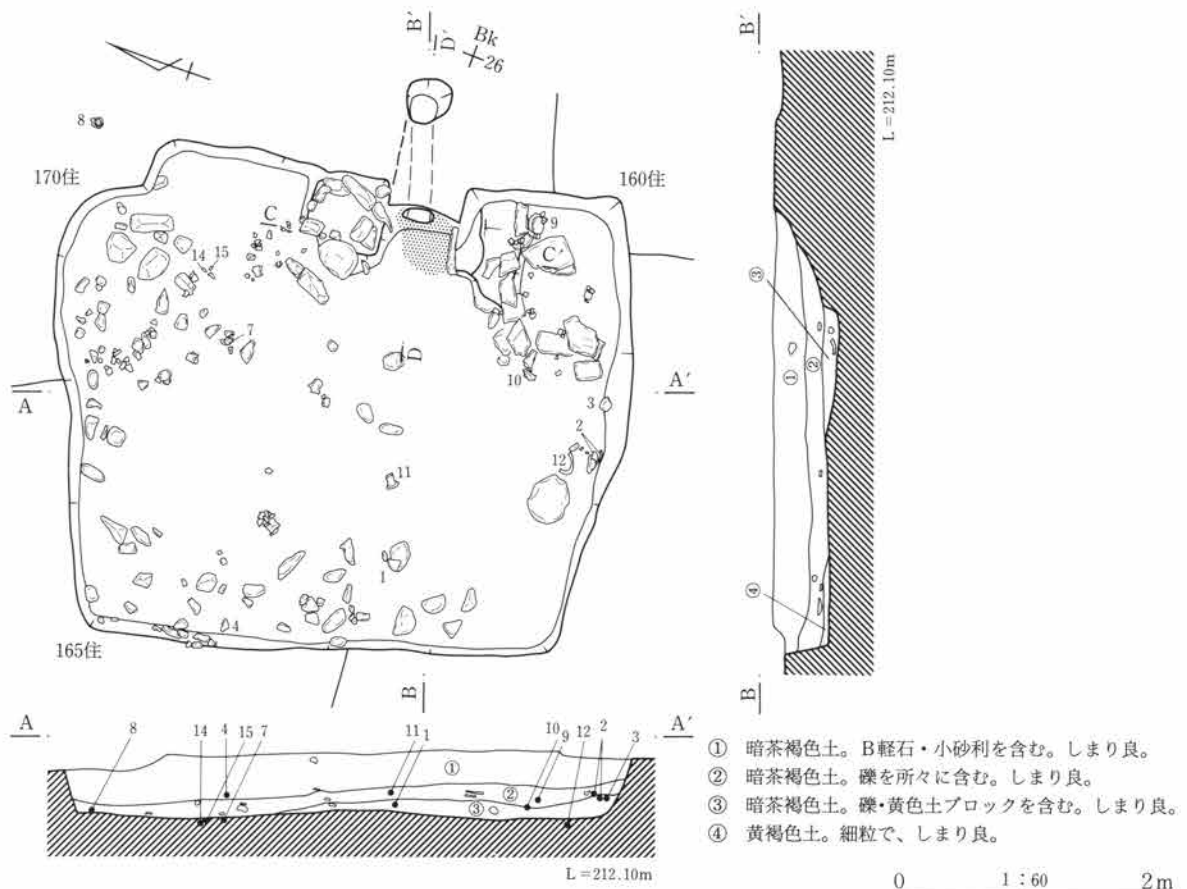 B′
D′
Bk
26
8
170住
160住
C
9
C′
14 15
7
D
10
A
A′
3
2
12
11
1
4
165住
B
A
A′
8 14 4 15 7 11 1 10 9 12 2 3
①
②
③
L=212.10m
B′
L=212.10m
③
①
②
④
B
① 暗茶褐色土。B軽石・小砂利を含む。しまり良。
② 暗茶褐色土。礫を所々に含む。しまり良。
③ 暗茶褐色土。礫・黄色土ブロックを含む。しまり良。
④ 黄褐色土。細粒で、しまり良。
0 1：60 2m